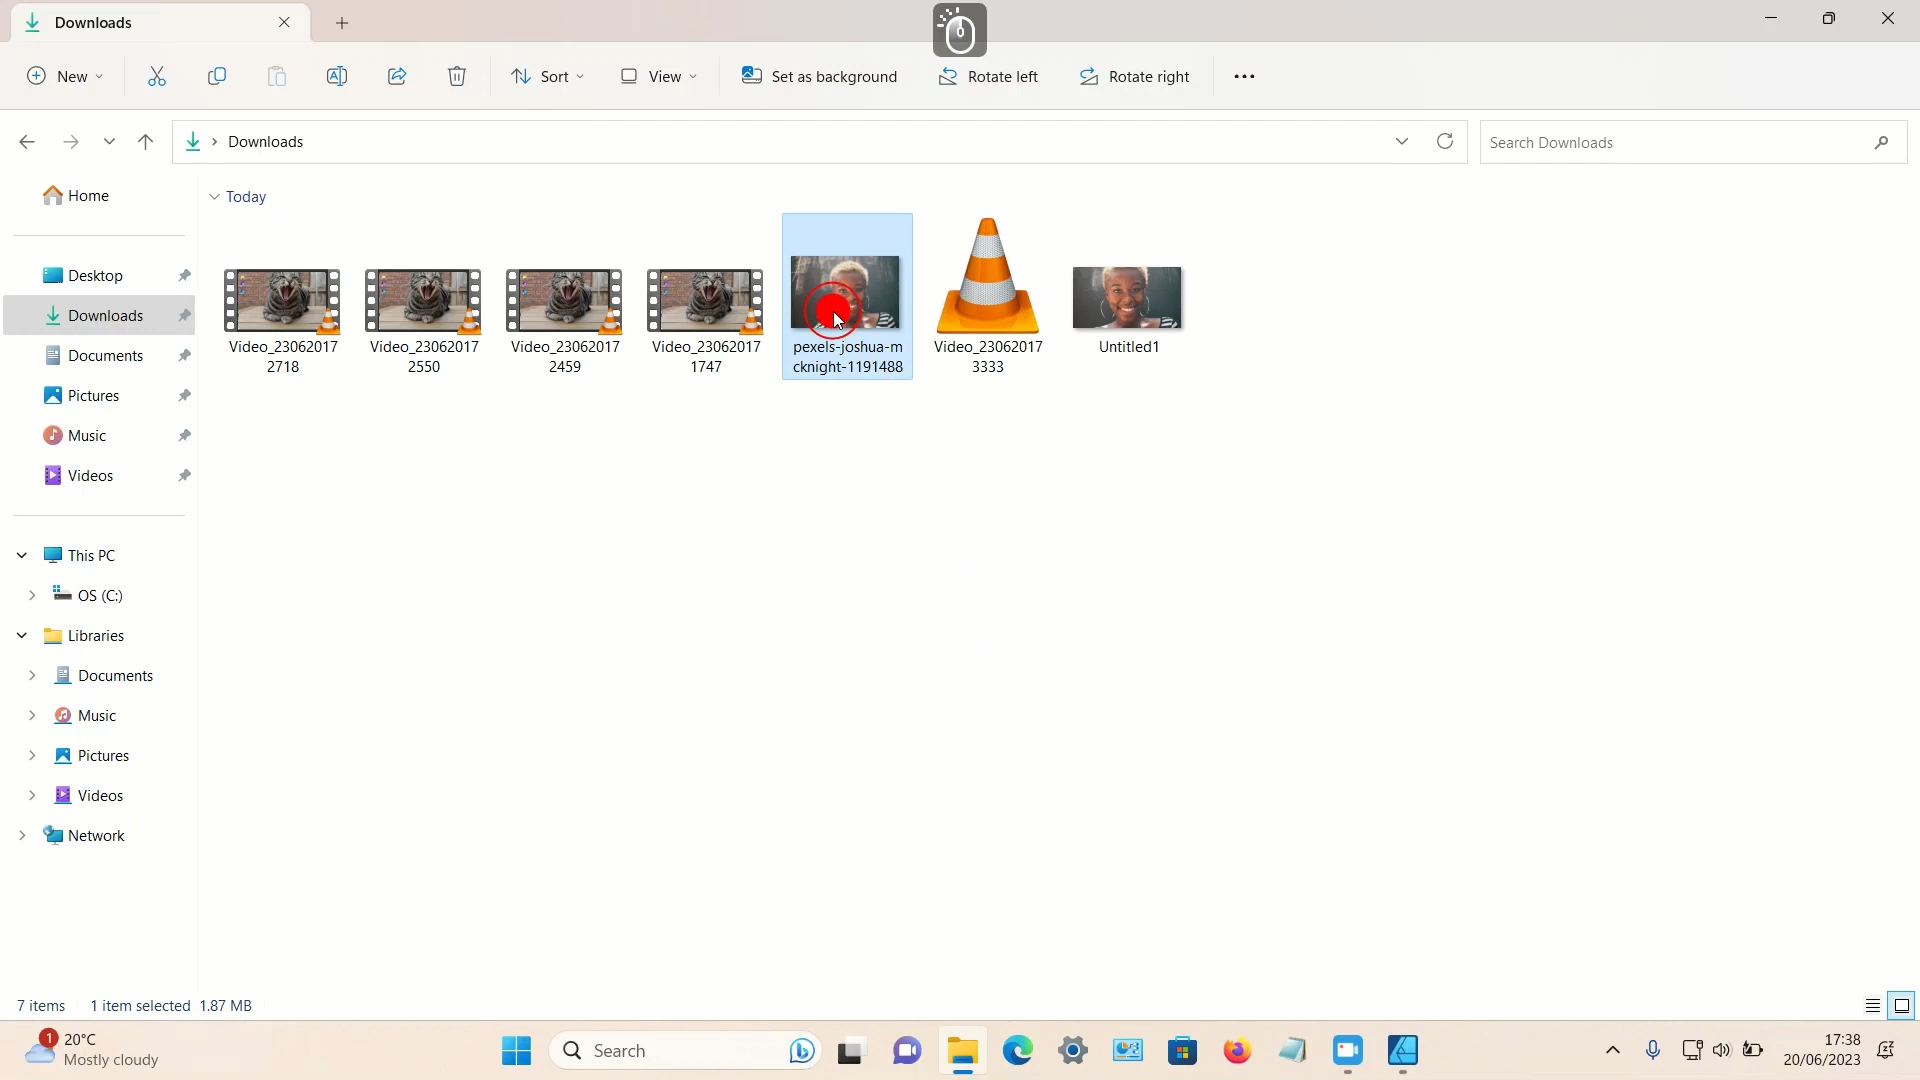 Downloads
New
Sort
View
Set as background
Rotate left
Rotate right
Downloads
Search Downloads
Home
Today
Desktop
Downloads
Documents
Pictures
Music
Videos
This PC
OS (C:)
Libraries
Documents
Music
Pictures
Videos
Network
Video_23062017
2718
Video_23062017
2550
Video_23062017
2459
Video_23062017
1747
pexels-joshua-m
cknight-1191488
Video_23062017
3333
Untitled1
7 items 1 item selected 1.87 MB
1
20°C
Mostly cloudy
Search
17:38
20/06/2023